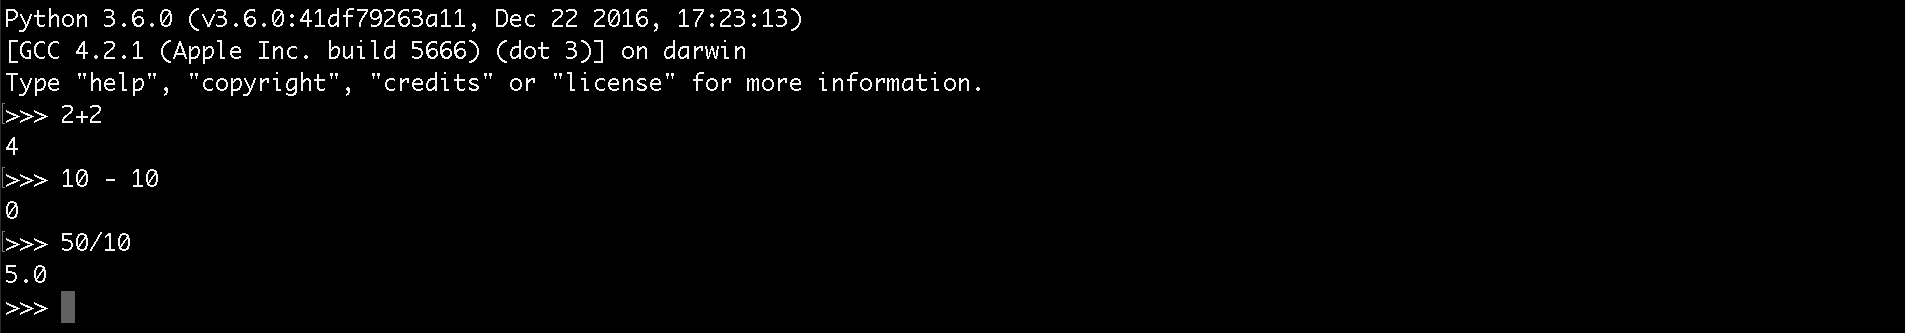 Python 3.6.0 (v3.6.0:41df79263a11, Dec 22 2016, 17:23:13)
[GCC 4.2.1 (Apple Inc. build 5666) (dot 3)] on darwin
Type "help", "copyright", "credits" or "license" for more information.
>>> 2+2
4
>>> 10 - 10
0
>>> 50/10
5.0
>>>